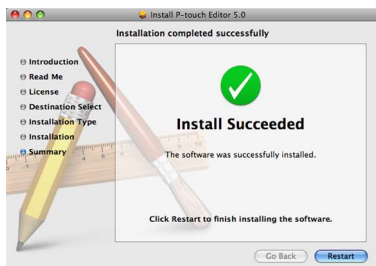 Install P-touch Editor 5.0
Installation completed successfully
Introduction
Read Me
License
Destination Select
Installation Type
Installation
Summary
Install Succeeded
The software was successfully installed.
Click Restart to finish installing the software.
Go Back
Restart